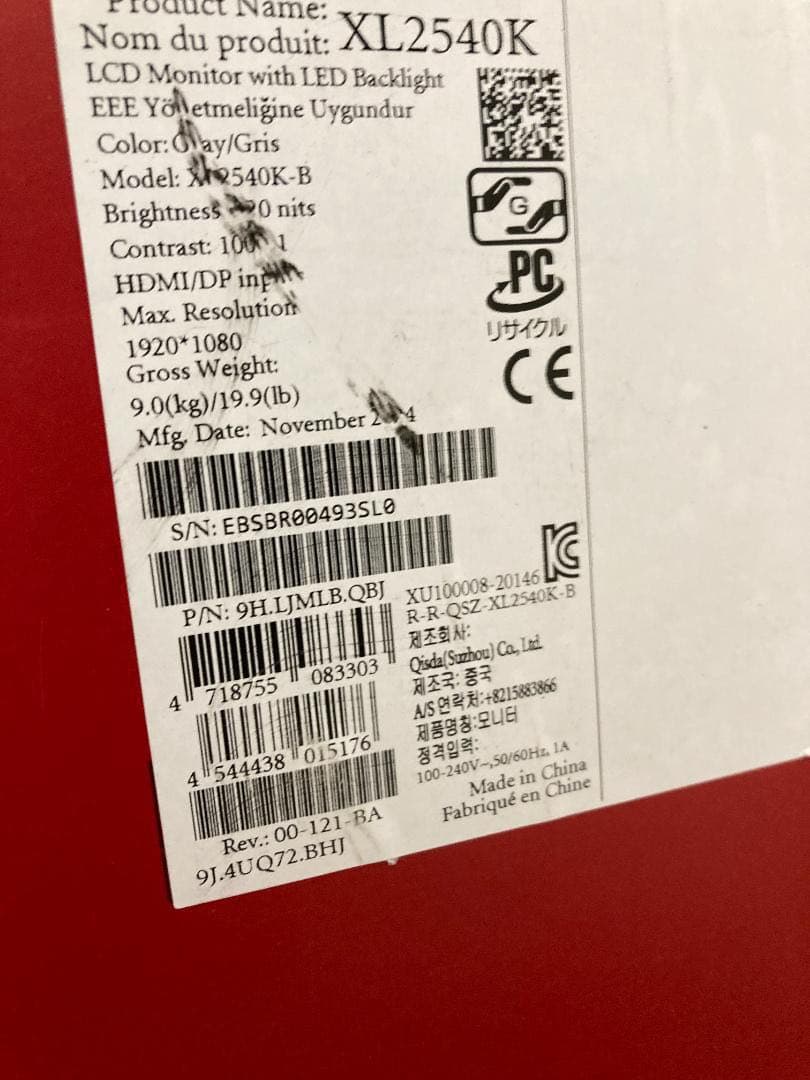 Product Name:
Nom du produit: XL2540K
LCD Monitor with LED Backlight
EEE Uygundur
Color: /Gris
Model:
Brightness nits
Contrast:
HDMI/DP
Max. Resolution
1920*1080
Gross Weight:
9.0(kg)/19.9(lb)
Mfg. Date: November
S/N: EBSBR00493SL0
P/N: 9H.LJMLB.QBJ
4 718755 083303
4 544438 015176
Rev.: 00-121-BA
9J.4UQ72.BHJ
G
PC
リサイクル
CE
XU100008-20146
R-R-QSZ-XL2540K-B
제조회사:
Qisda(Suzhou) Co., Ltd.
제조국: 중국
A/S 연락처:+8215883866
제품명칭:모니터
정격입력:
100-240V~,50/60Hz, 1A
Made in China
Fabriqué en Chine